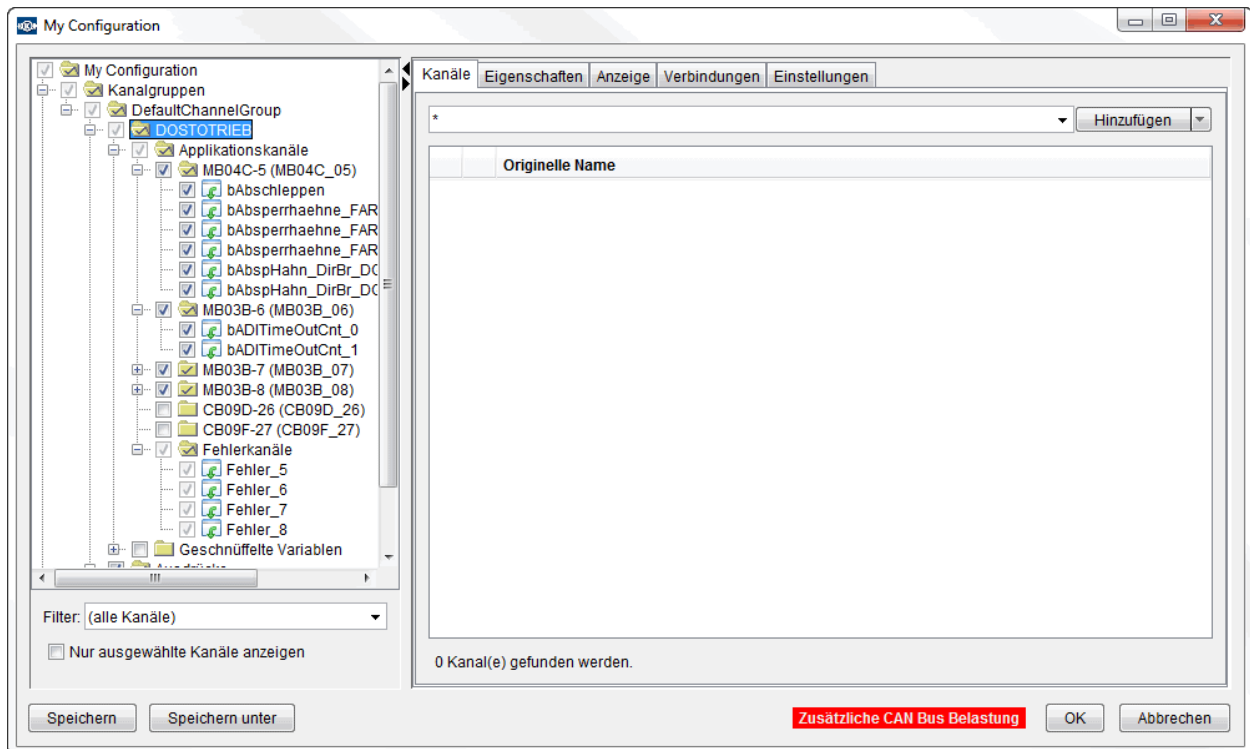 My Configuration
My Configuration
Kanalgruppen
DefaultChannelGroup
DOSTOTRIEB
Applikationskanäle
MB04C-5 (MB04C_05)
bAbschleppen
bAbsperrhaehne_FAR
bAbsperrhaehne_FAR
bAbsperrhaehne_FAR
bAbspHahn_DirBr_DO
bAbspHahn_DirBr_DO
MB03B-6 (MB03B_06)
bADITimeOutCnt_0
bADITimeOutCnt_1
MB03B-7 (MB03B_07)
MB03B-8 (MB03B_08)
CB09D-26 (CB09D_26)
CB09F-27 (CB09F_27)
Fehlerkanäle
Fehler_5
Fehler_6
Fehler_7
Fehler_8
Geschnüffelte Variablen
Filter: (alle Kanäle)
Nur ausgewählte Kanäle anzeigen
Kanäle Eigenschaften Anzeige Verbindungen Einstellungen
* Hinzufügen
Originelle Name
0 Kanal(e) gefunden werden.
Speichern Speichern unter Zusätzliche CAN Bus Belastung OK Abbrechen